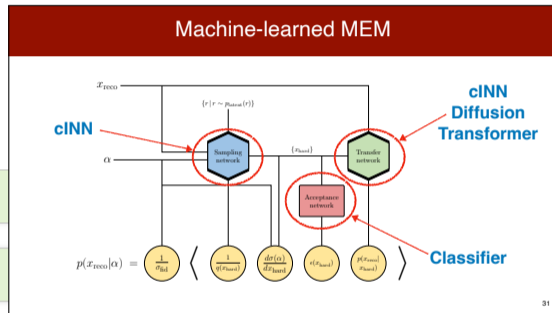 Machine-learned MEM
x_reco
{r | r ~ p_latent(r)}
cINN
cINN
Diffusion
Transformer
Sampling
network
{x_hard}
Transfer
network
α
Acceptance
network
Classifier
p(x_reco|α) = 1/σ_fid ⟨ 1/q(x_hard) dσ(α)/dx_hard ϵ(x_hard) p(x_reco|x_hard) ⟩
31